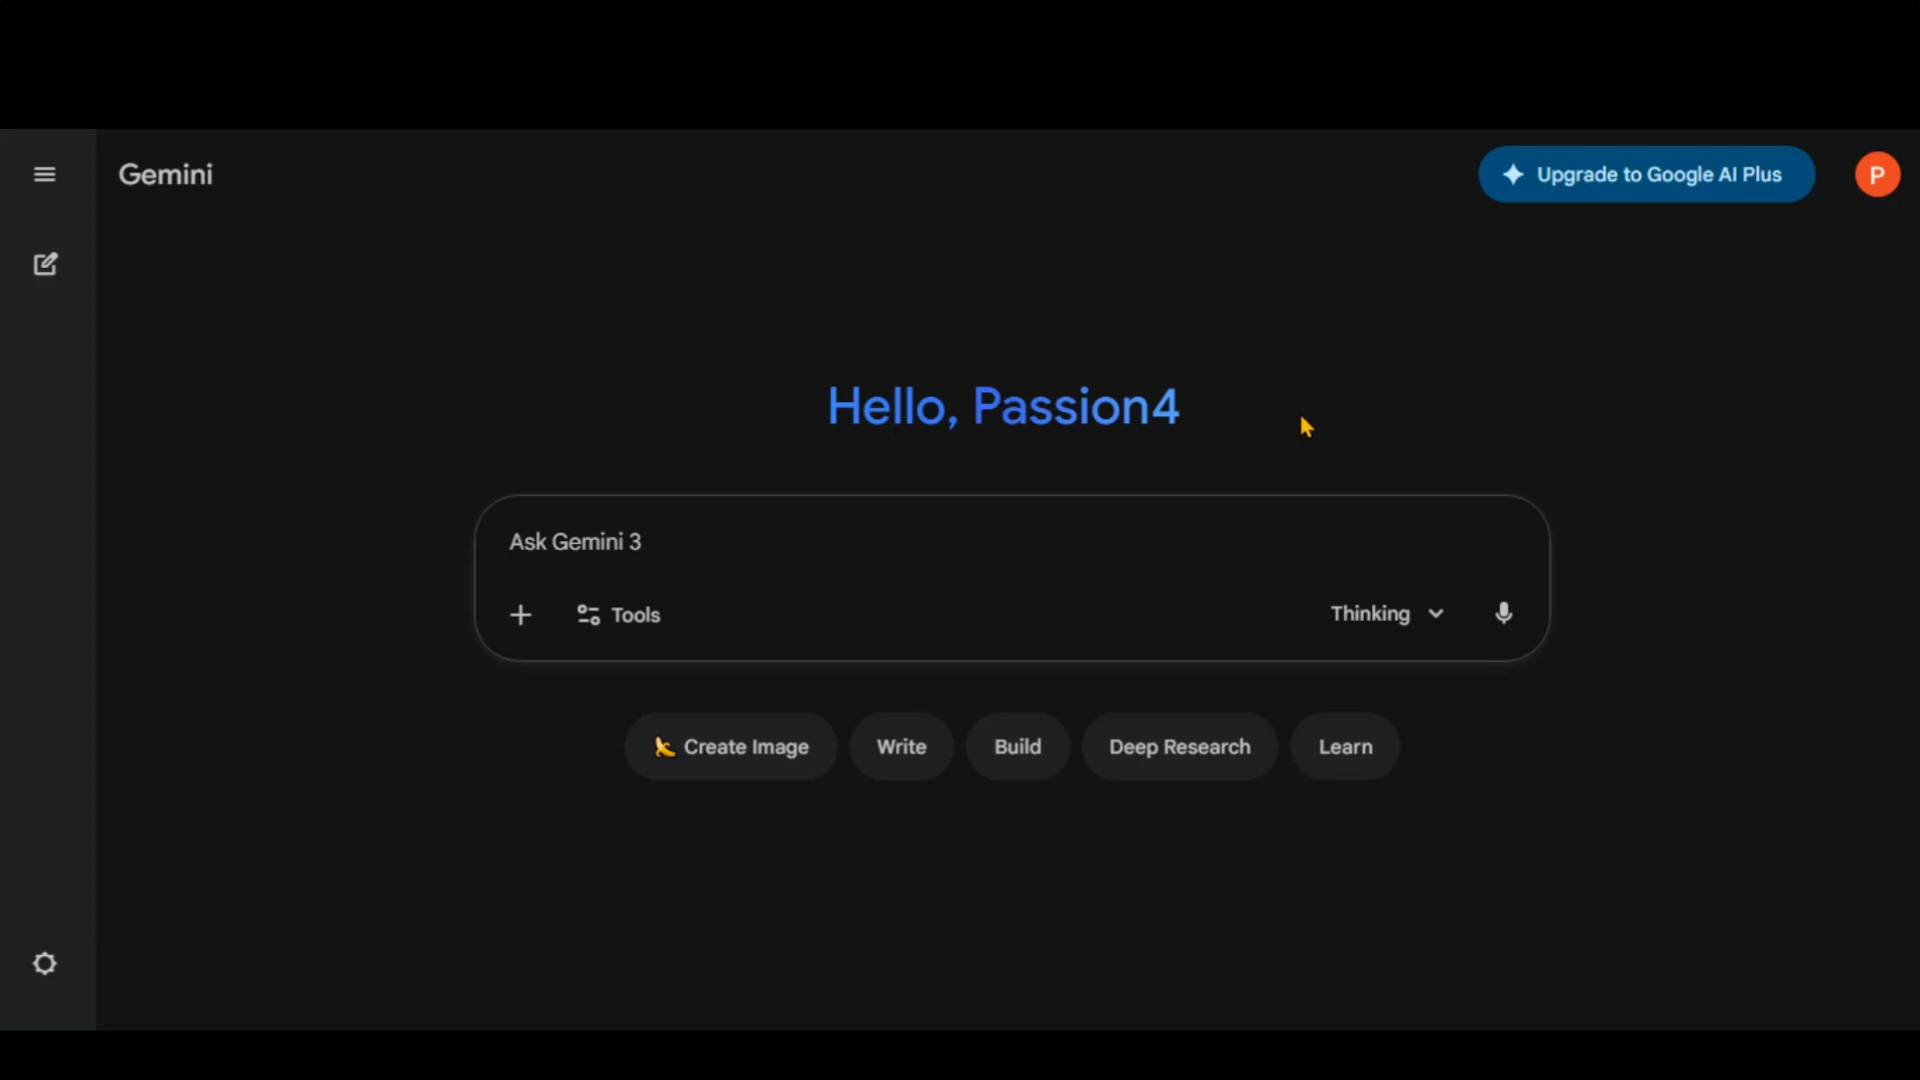 Gemini
Upgrade to Google AI Plus
P
Hello, Passion4
Ask Gemini 3
Tools
Thinking
Create Image
Write
Build
Deep Research
Learn